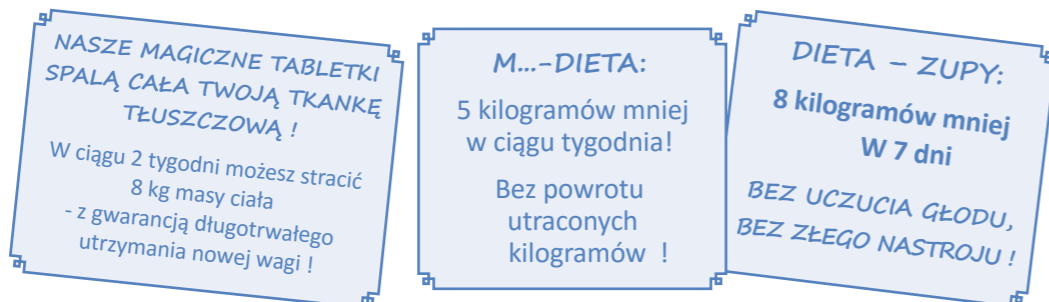 NASZE MAGICZNE TABLETKI
SPALĄ CAŁA TWOJĄ TKANKĘ
TŁUSZCZOWĄ !
W ciągu 2 tygodni możesz stracić
8 kg masy ciała
- z gwarancją długotrwałego
utrzymania nowej wagi !
M...-DIETA:
5 kilogramów mniej
w ciągu tygodnia!
Bez powrotu
utraconych
kilogramów !
DIETA – ZUPY:
8 kilogramów mniej
W 7 dni
BEZ UCZUCIA GŁODU,
BEZ ZŁEGO NASTROJU !